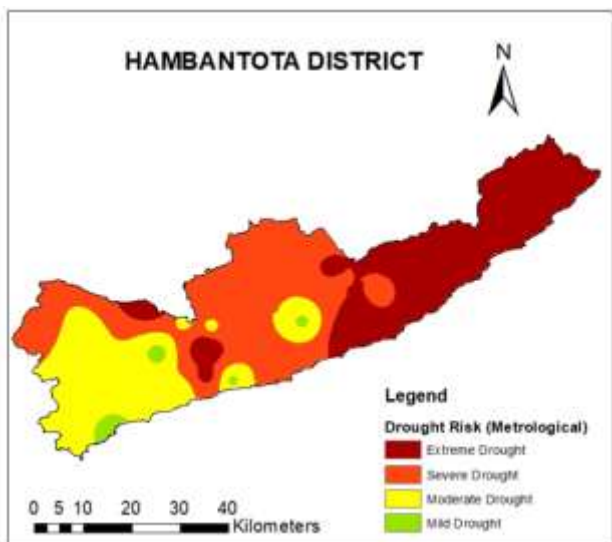 HAMBANTOTA DISTRICT
N
Legend
Drought Risk (Metrological)
Extreme Drought
Severe Drought
Moderate Drought
Mild Drought
0 5 10 20 30 40
Kilometers